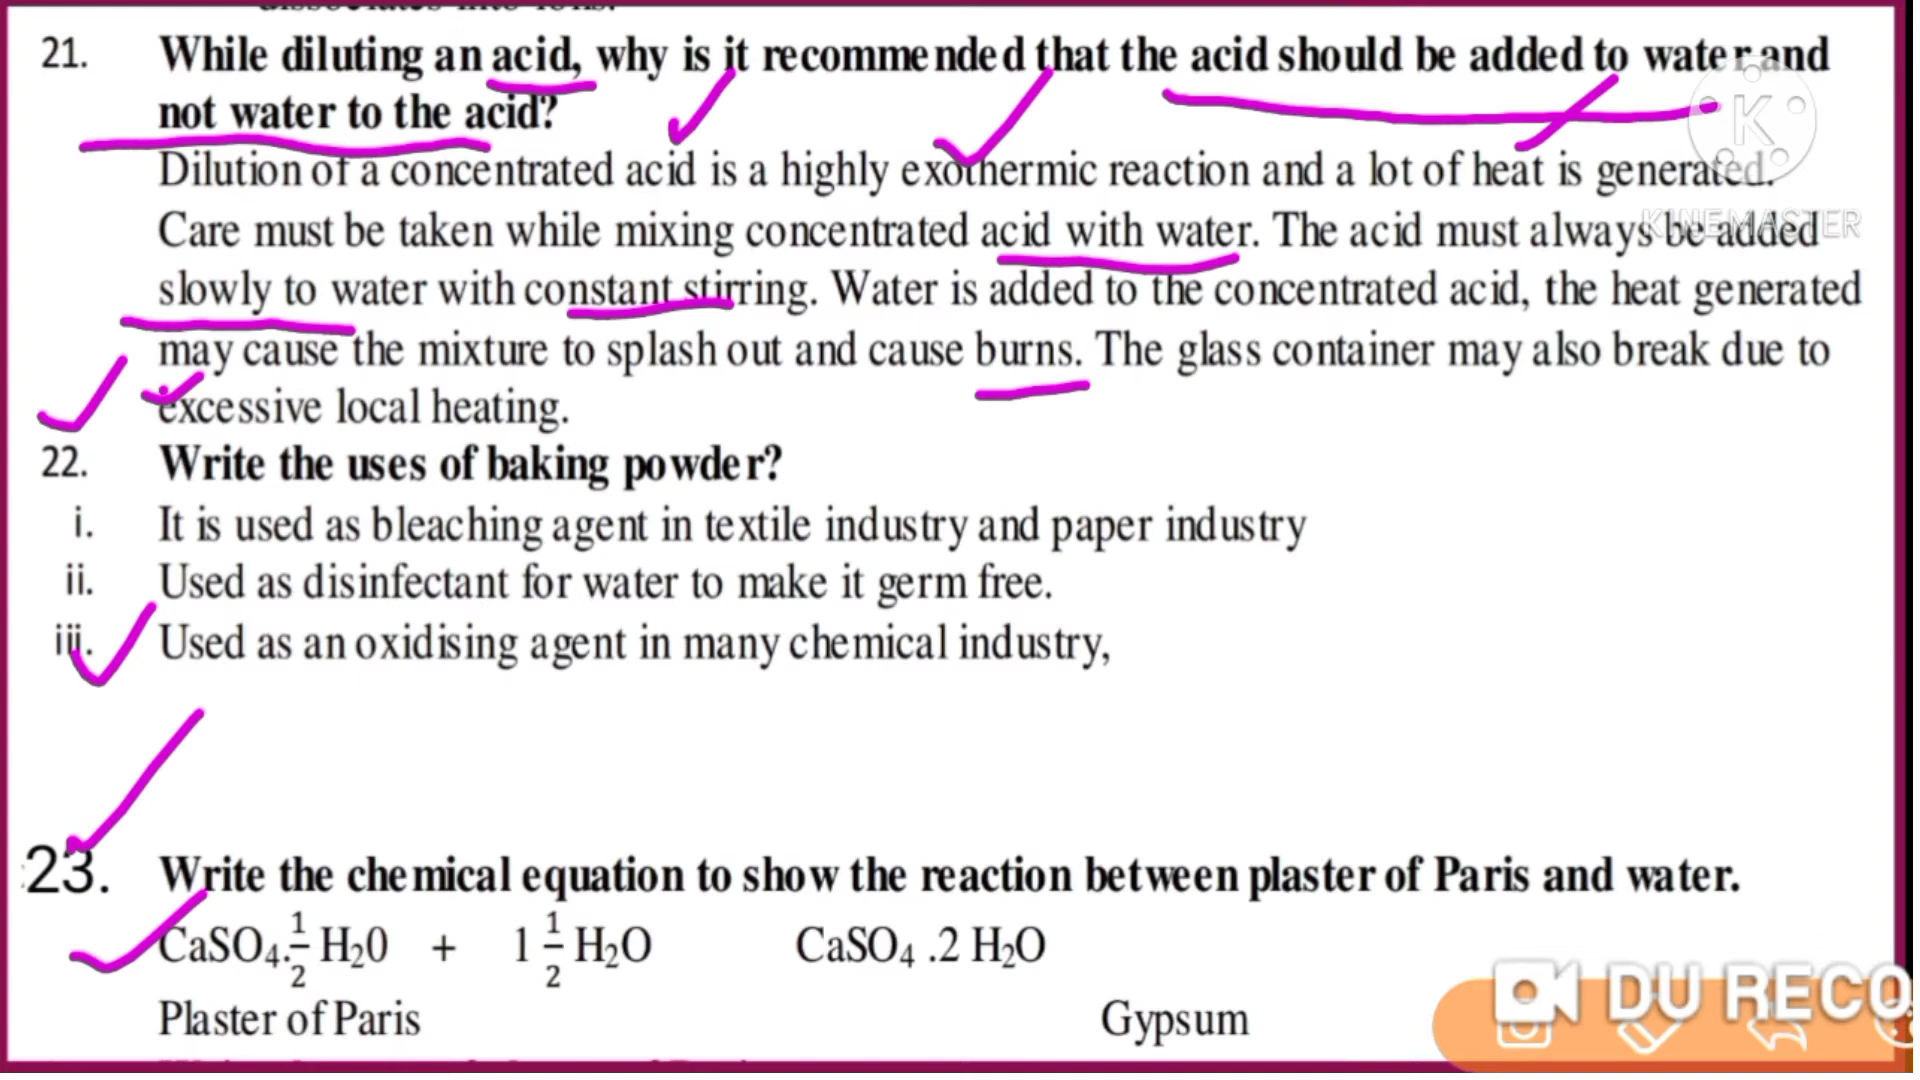 21. While diluting an acid, why is it recommended that the acid should be added to water and
not water to the acid?
Dilution of a concentrated acid is a highly exothermic reaction and a lot of heat is generated.
Care must be taken while mixing concentrated acid with water. The acid must always be added
slowly to water with constant stirring. Water is added to the concentrated acid, the heat generated
may cause the mixture to splash out and cause burns. The glass container may also break due to
excessive local heating.
22. Write the uses of baking powder?
i. It is used as bleaching agent in textile industry and paper industry
ii. Used as disinfectant for water to make it germ free.
iii. Used as an oxidising agent in many chemical industry,
23. Write the chemical equation to show the reaction between plaster of Paris and water.
CaSO₄.½ H₂0 + 1½ H₂O CaSO₄ .2 H₂O
Plaster of Paris Gypsum
K
KINEMASTER
DU RECO